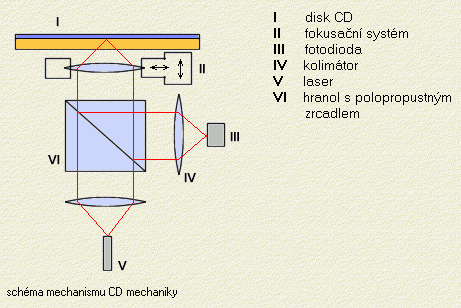 I
I disk CD
II fokusační systém
III fotodioda
IV kolimátor
V laser
VI hranol s polopropustným
zrcadlem
II
III
VI
IV
V
schéma mechanismu CD mechaniky